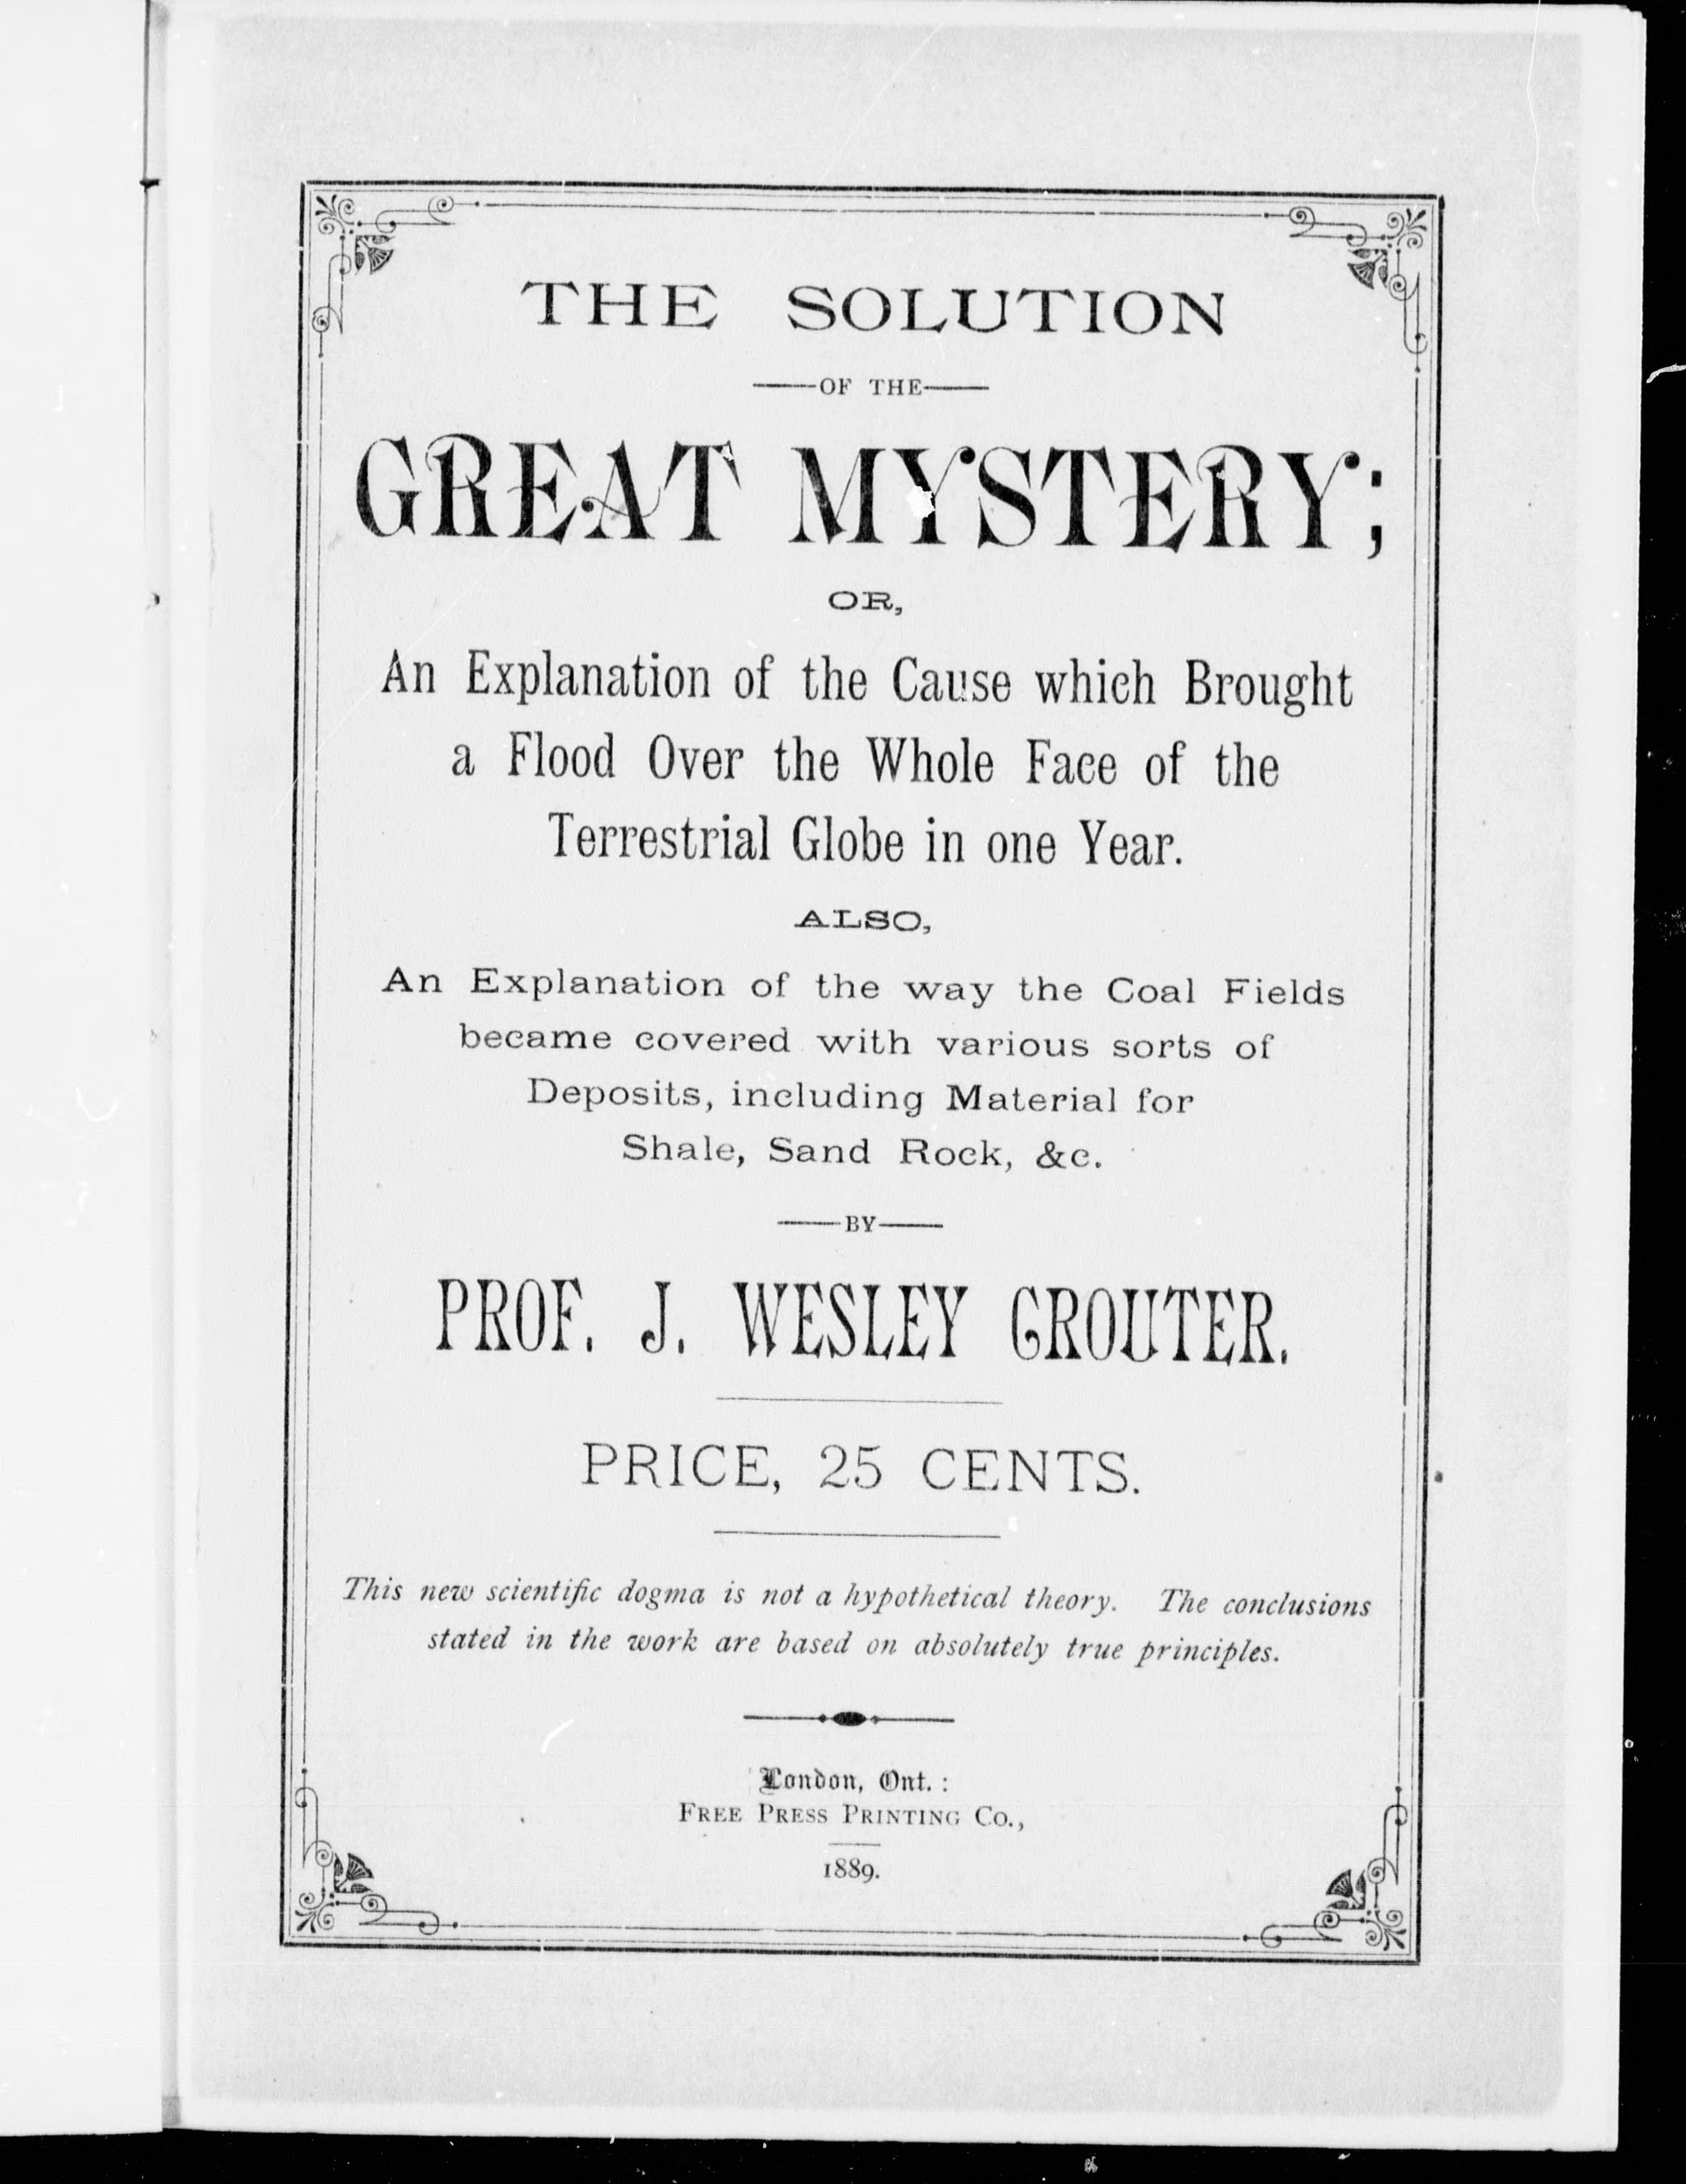 THE SOLUTION
OF THE
GREAT MYSTERY;
OR,
An Explanation of the Cause which Brought
a Flood Over the Whole Face of the
Terrestrial Globe in one Year.
ALSO,
An Explanation of the way the Coal Fields
became covered with various sorts of
Deposits, including Material for
Shale, Sand Rock, &c.
BY
PROF. J. WESLEY GROUTER.
PRICE, 25 CENTS.
This new scientific dogma is not a hypothetical theory. The conclusions
stated in the work are based on absolutely true principles.
London, Ont. :
FREE PRESS PRINTING CO.,
1889.